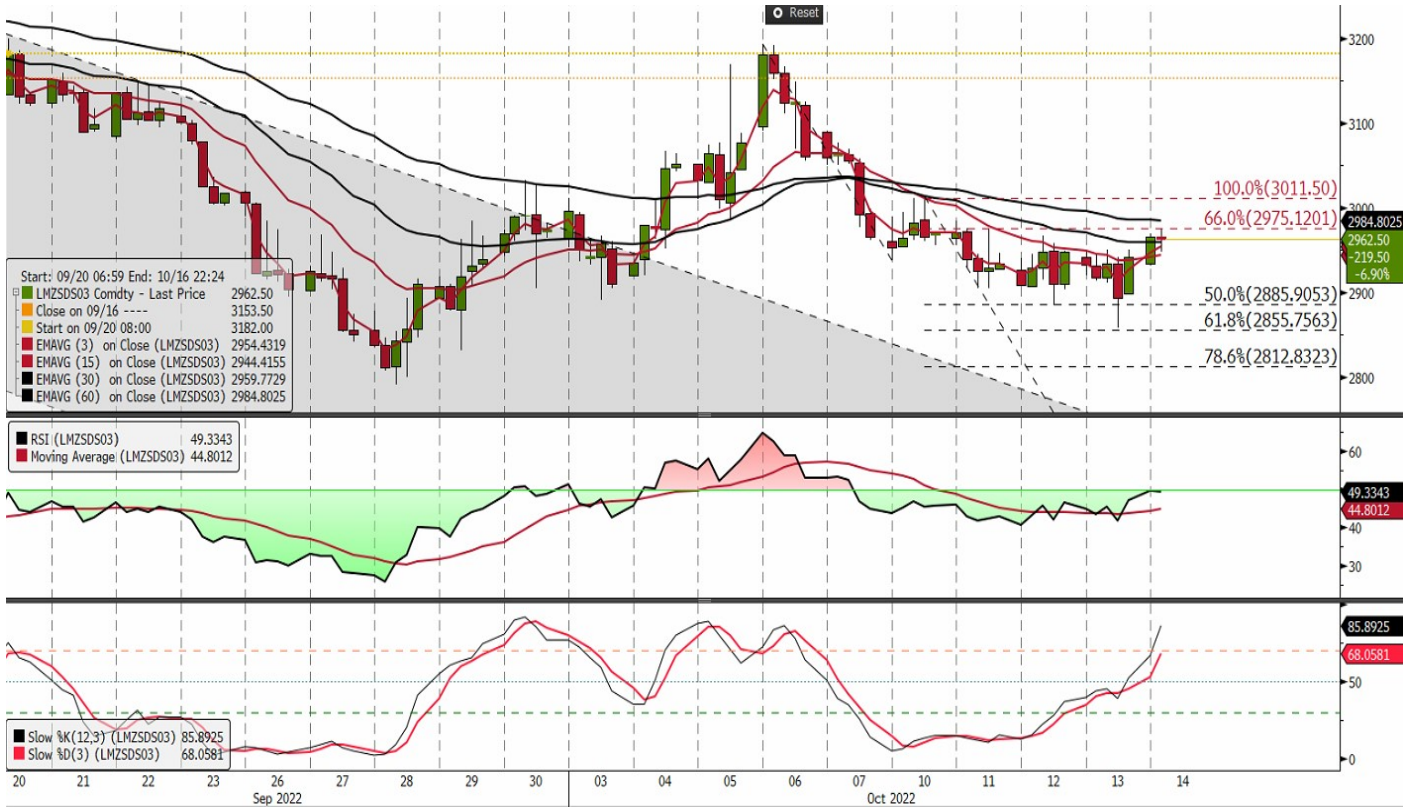 Reset
3200
3100
3000
2900
2800
100.0%(3011.50)
66.0%(2975.1201)
50.0%(2885.9053)
61.8%(2855.7563)
78.6%(2812.8323)
2984.8025
2962.50
-219.50
-6.90%
Start: 09/20 06:59 End: 10/16 22:24
LMZSDS03 Comdty - Last Price 2962.50
Close on 09/16 ---- 3153.50
Start on 09/20 08:00 3182.00
EMAVG (3) on Close (LMZSDS03) 2954.4319
EMAVG (15) on Close (LMZSDS03) 2944.4155
EMAVG (30) on Close (LMZSDS03) 2959.7729
EMAVG (60) on Close (LMZSDS03) 2984.8025
RSI (LMZSDS03) 49.3343
Moving Average (LMZSDS03) 44.8012
60
49.3343
44.8012
40
30
85.8925
68.0581
50
0
Slow %K(12,3) (LMZSDS03) 85.8925
Slow %D(3) (LMZSDS03) 68.0581
20 21 22 23 26 27 28 29 30 03 04 05 06 07 10 11 12 13 14
Sep 2022 Oct 2022